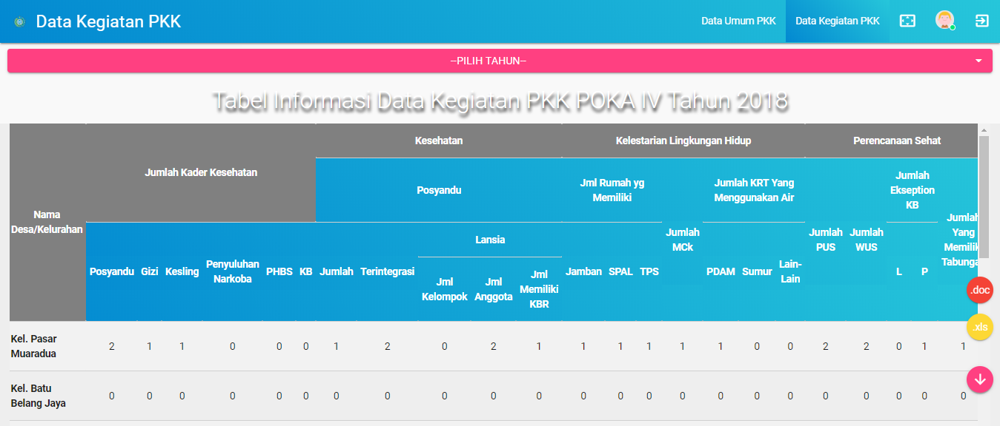 Data Kegiatan PKK
Data Umum PKK
Data Kegiatan PKK
--PILIH TAHUN--
Tabel Informasi Data Kegiatan PKK POKA IV Tahun 2018
Nama
Desa/Kelurahan
Jumlah Kader Kesehatan
Kesehatan
Kelestarian Lingkungan Hidup
Perencanaan Sehat
Posyandu
Jml Rumah yg
Memiliki
Jumlah KRT Yang
Menggunakan Air
Jumlah
Ekseption
KB
Jumlah
Yang
Memilik
Tabunga
Lansia
Jumlah
MCk
Jumlah
PUS
Jumlah
WUS
Posyandu
Gizi
Kesling
Penyuluhan
Narkoba
PHBS
KB
Jumlah
Terintegrasi
Jml
Kelompok
Jml
Anggota
Jml
Memiliki
KBR
Jamban
SPAL
TPS
PDAM
Sumur
Lain-
Lain
L
P
.doc
.xls
Kel. Pasar
Muaradua
2 1 1 0 0 0 1 2 0 2 1 1 1 1 1 1 0 0 2 2 0 1 1
Kel. Batu
Belang Jaya
0 0 0 0 0 0 0 0 0 0 0 0 0 0 0 0 0 0 0 0 0 0 0